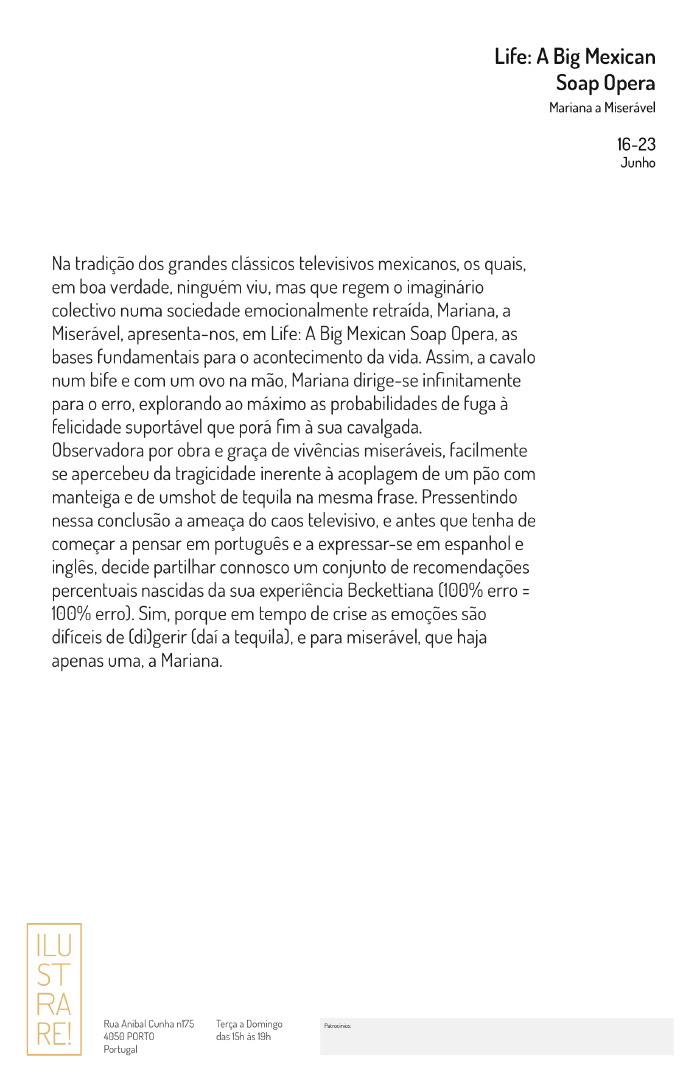 Life: A Big Mexican
Soap Opera
Mariana a Miserável
16-23
Junho
Na tradição dos grandes clássicos televisivos mexicanos, os quais,
em boa verdade, ninguém viu, mas que regem o imaginário
colectivo numa sociedade emocionalmente retraída, Mariana, a
Miserável, apresenta-nos, em Life: A Big Mexican Soap Opera, as
bases fundamentais para o acontecimento da vida. Assim, a cavalo
num bife e com um ovo na mão, Mariana dirige-se infinitamente
para o erro, explorando ao máximo as probabilidades de fuga à
felicidade suportável que porá fim à sua cavalgada.
Observadora por obra e graça de vivências miseráveis, facilmente
se apercebeu da tragicidade inerente à acoplagem de um pão com
manteiga e de umshot de tequila na mesma frase. Pressentindo
nessa conclusão a ameaça do caos televisivo, e antes que tenha de
começar a pensar em português e a expressar-se em espanhol e
inglês, decide partilhar connosco um conjunto de recomendações
percentuais nascidas da sua experiência Beckettiana (100% erro =
100% erro). Sim, porque em tempo de crise as emoções são
difíceis de (di)gerir (daí a tequila), e para miserável, que haja
apenas uma, a Mariana.
ILU
ST
RA
RE!
Rua Anibal Cunha nº175
4050 PORTO
Portugal
Terça a Domingo
das 15h às 19h
Patrocínios: